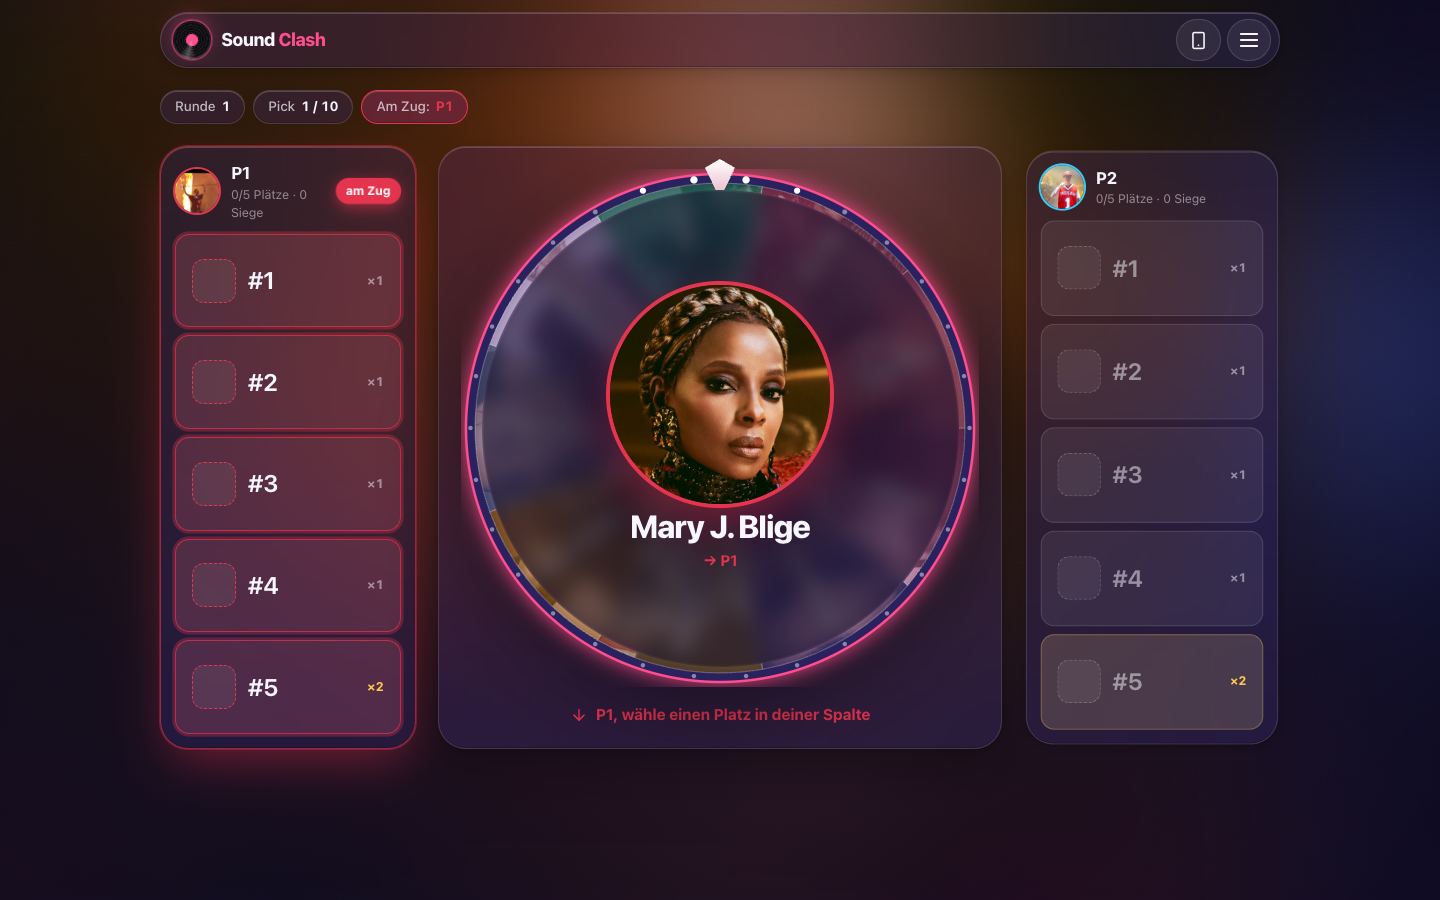 Sound Clash
Runde 1
Pick 1 / 10
Am Zug: P1
P1
0/5 Plätze · 0
Siege
am Zug
#1 ×1
#2 ×1
#3 ×1
#4 ×1
#5 ×2
Mary J. Blige
→ P1
↓ P1, wähle einen Platz in deiner Spalte
P2
0/5 Plätze · 0 Siege
#1 ×1
#2 ×1
#3 ×1
#4 ×1
#5 ×2